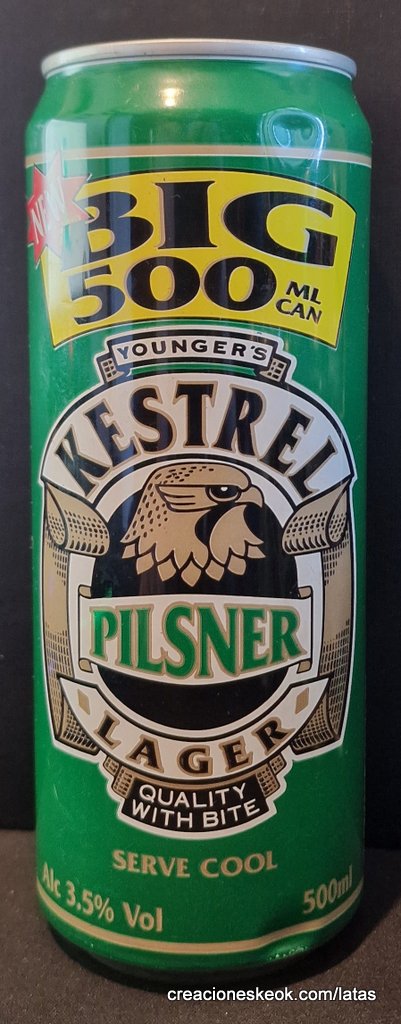 NEW
BIG
500 ML
CAN
YOUNGER'S
KESTREL
PILSNER
LAGER
QUALITY
WITH BITE
SERVE COOL
Alc 3.5% Vol
500ml
creacioneskeok.com/latas